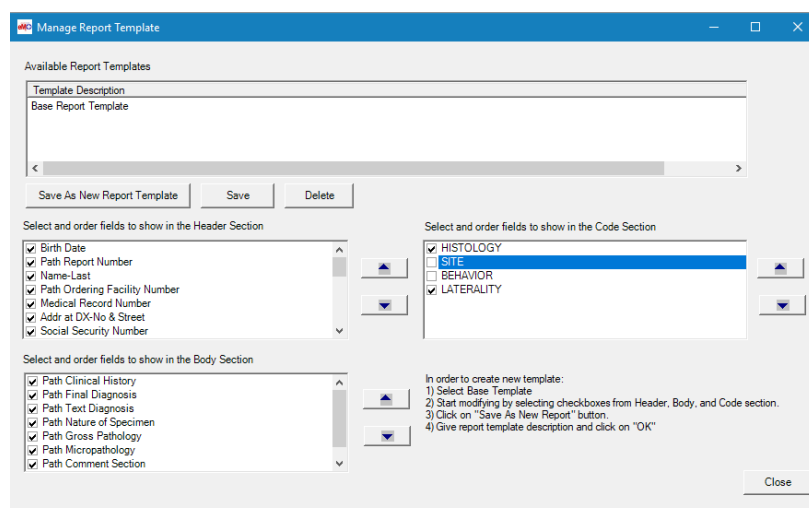 eMC Manage Report Template
Available Report Templates
Template Description
Base Report Template
Save As New Report Template Save Delete
Select and order fields to show in the Header Section
Birth Date
Path Report Number
Name-Last
Path Ordering Facility Number
Medical Record Number
Addr at DX-No & Street
Social Security Number
Select and order fields to show in the Code Section
HISTOLOGY
SITE
BEHAVIOR
LATERALITY
Select and order fields to show in the Body Section
Path Clinical History
Path Final Diagnosis
Path Text Diagnosis
Path Nature of Specimen
Path Gross Pathology
Path Micropathology
Path Comment Section
In order to create new template:
1) Select Base Template
2) Start modifying by selecting checkboxes from Header, Body, and Code section.
3) Click on "Save As New Report" button.
4) Give report template description and click on "OK"
Close